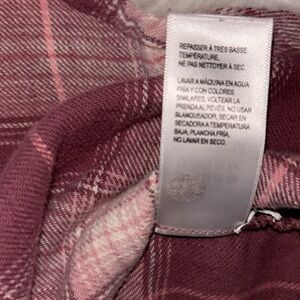 REPASSER À TRÈS BASSE
TEMPÉRATURE.
NE PAS NETTOYER À SEC.
LAVAR A MÁQUINA EN AGUA
FRÍA Y CON COLORES
SIMILARES, VOLTEAR LA
PRENDA AL REVÉS. NO USAR
BLANQUEADOR, SECAR EN
SECADORA A TEMPERATURA
BAJA, PLANCHA FRÍA.
NO LAVAR EN SECO.